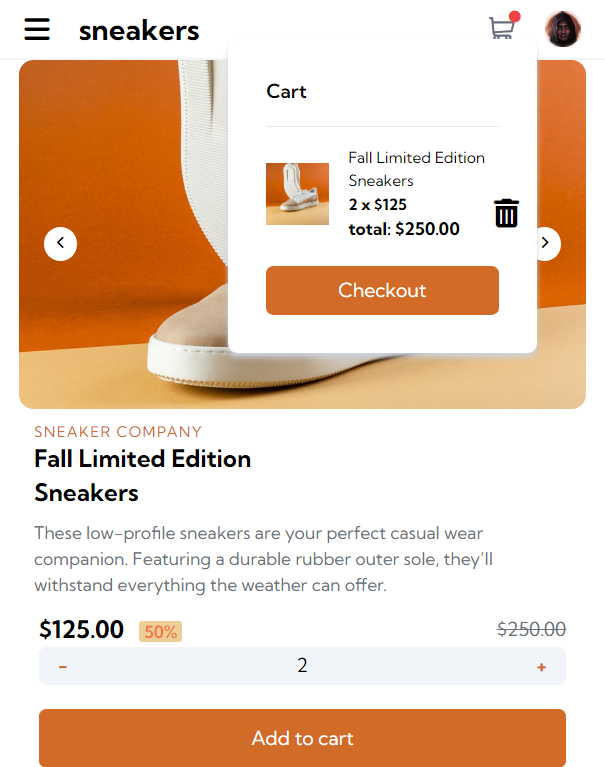 sneakers
Cart
Fall Limited Edition
Sneakers
2 x $125
total: $250.00
Checkout
SNEAKER COMPANY
Fall Limited Edition
Sneakers
These low-profile sneakers are your perfect casual wear
companion. Featuring a durable rubber outer sole, they'll
withstand everything the weather can offer.
$125.00 50% $250.00
- 2 +
Add to cart